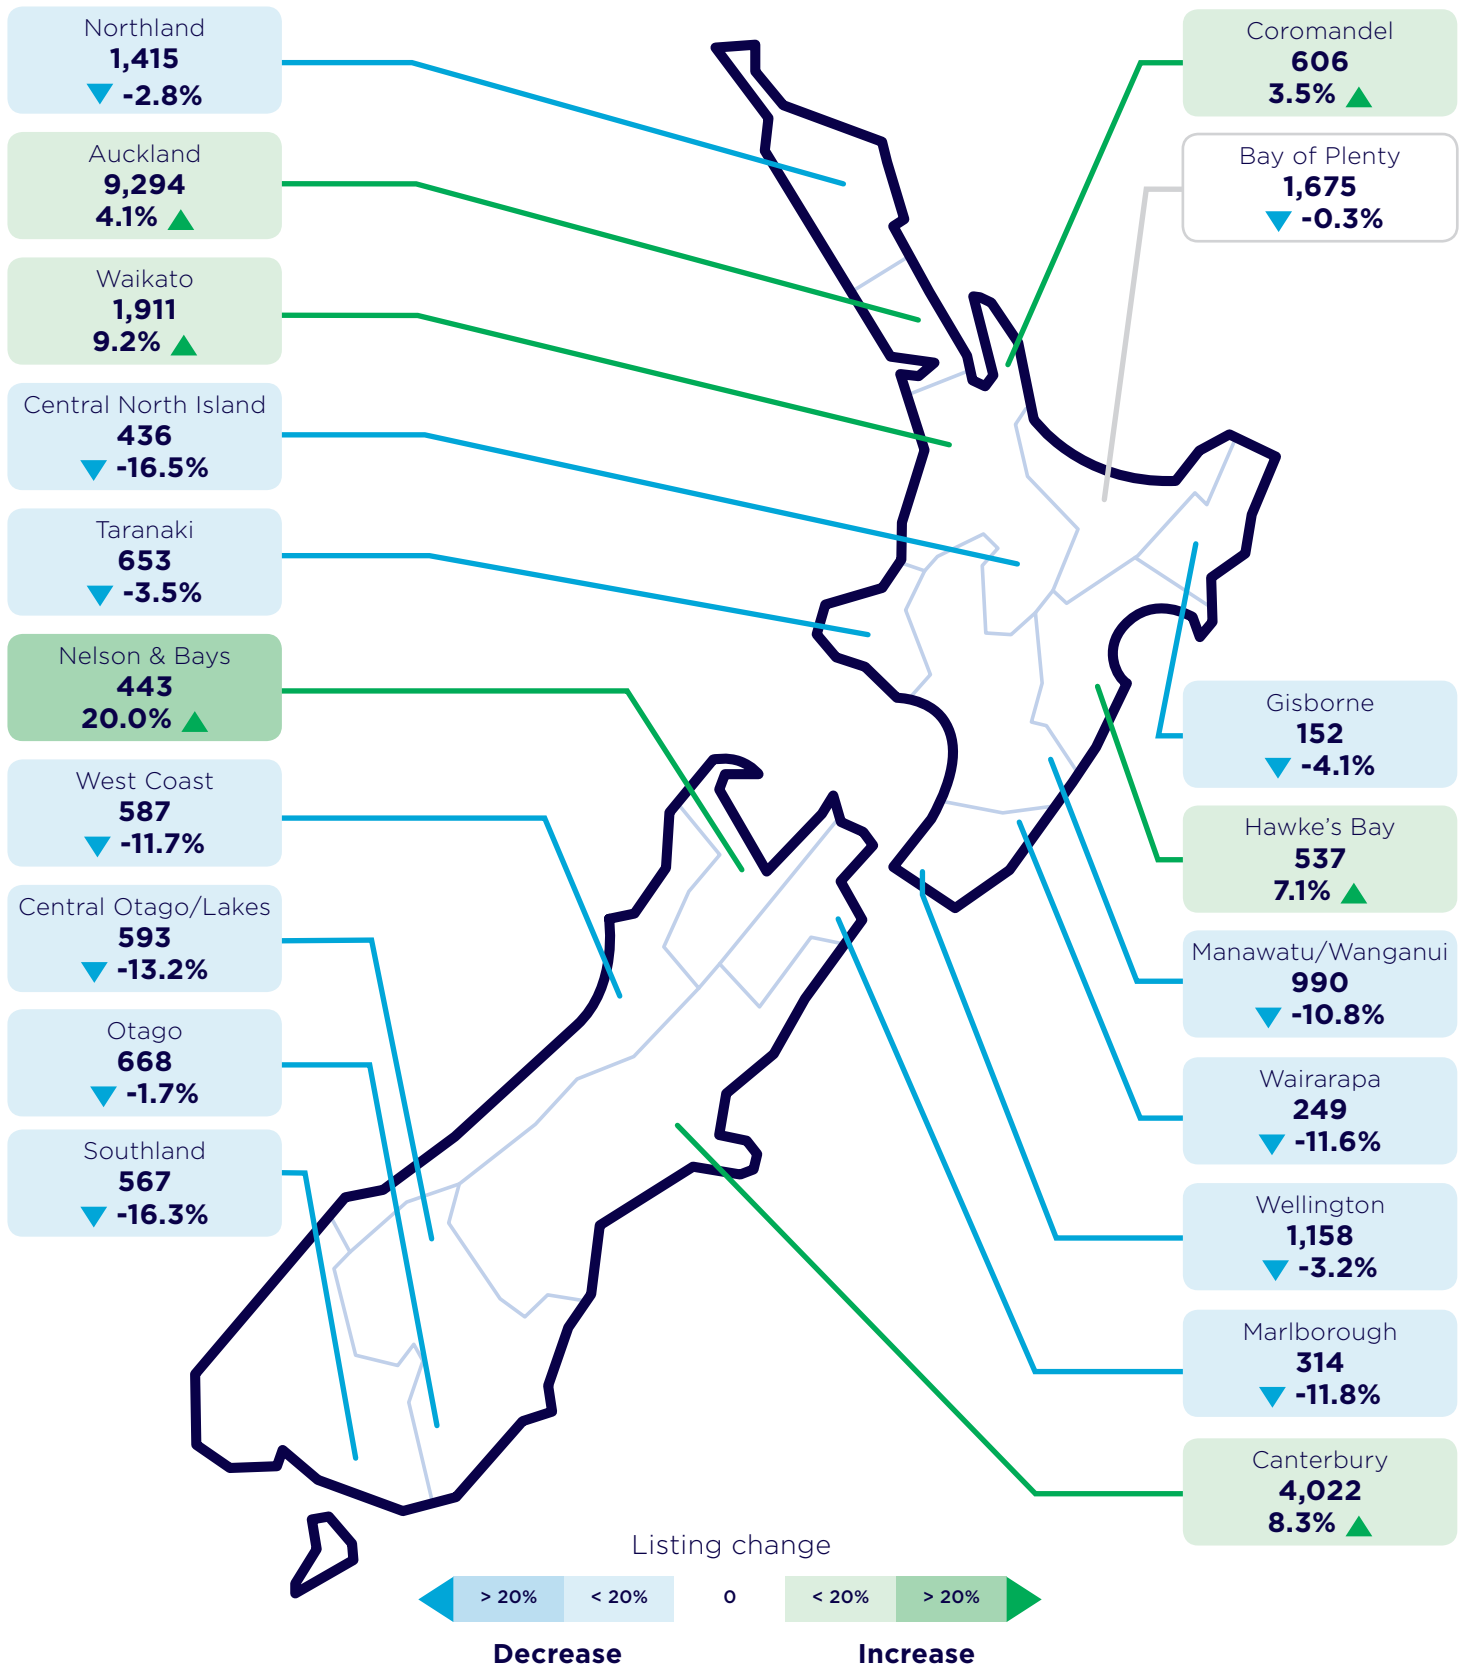 Northland
1,415
-2.8%
Auckland
9,294
4.1%
Waikato
1,911
9.2%
Central North Island
436
-16.5%
Taranaki
653
-3.5%
Nelson & Bays
443
20.0%
West Coast
587
-11.7%
Central Otago/Lakes
593
-13.2%
Otago
668
-1.7%
Southland
567
-16.3%
Coromandel
606
3.5%
Bay of Plenty
1,675
-0.3%
Gisborne
152
-4.1%
Hawke's Bay
537
7.1%
Manawatu/Wanganui
990
-10.8%
Wairarapa
249
-11.6%
Wellington
1,158
-3.2%
Marlborough
314
-11.8%
Canterbury
4,022
8.3%
Listing change
> 20% < 20% 0 < 20% > 20%
Decrease Increase